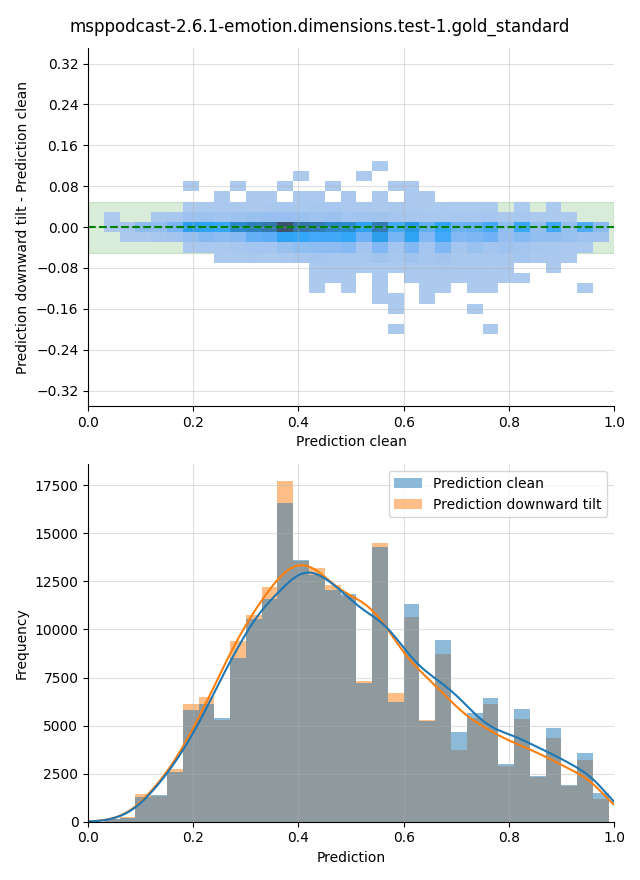 msppodcast-2.6.1-emotion.dimensions.test-1.gold_standard
Prediction downward tilt - Prediction clean
0.32
0.24
0.16
0.08
0.00
−0.08
−0.16
−0.24
−0.32
0.0 0.2 0.4 0.6 0.8 1.0
Prediction clean
Frequency
17500
15000
12500
10000
7500
5000
2500
0
Prediction clean
Prediction downward tilt
0.0 0.2 0.4 0.6 0.8 1.0
Prediction